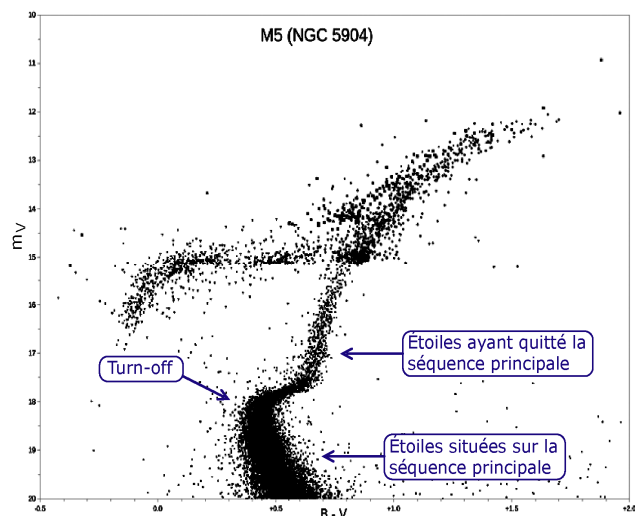 M5 (NGC 5904)
10
11
12
13
14
15
16
17
18
19
20
mV
Étoiles ayant quitté la
séquence principale
Turn-off
Étoiles situées sur la
séquence principale
-0.5
0.0
+0.5
+1.0
+1.5
+2.0
B - V